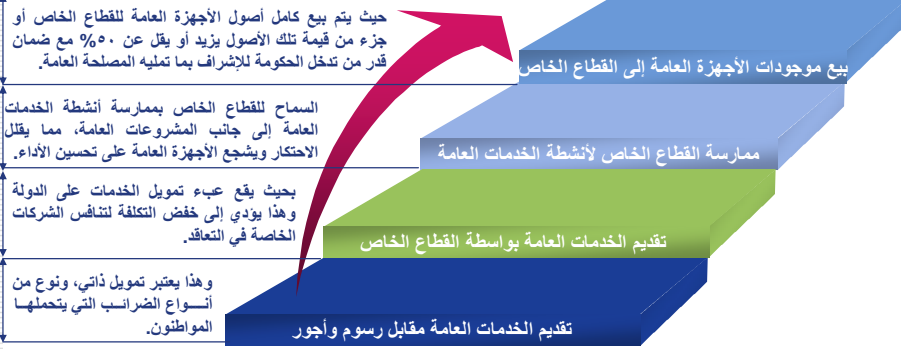 حيث يتم بيع كامل أصول الأجهزة العامة للقطاع الخاص أو
جزء من قيمة تلك الأصول يزيد أو يقل عن ٥٠% مع ضمان
قدر من تدخل الحكومة للإشراف بما تمليه المصلحة العامة.
بيع موجودات الأجهزة العامة إلى القطاع الخاص
السماح للقطاع الخاص بممارسة أنشطة الخدمات
العامة إلى جانب المشروعات العامة، مما يقلل
الاحتكار ويشجع الأجهزة العامة على تحسين الأداء.
ممارسة القطاع الخاص لأنشطة الخدمات العامة
بحيث يقع عبء تمويل الخدمات على الدولة
وهذا يؤدي إلى خفض التكلفة لتنافس الشركات
الخاصة في التعاقد.
تقديم الخدمات العامة بواسطة القطاع الخاص
وهذا يعتبر تمويل ذاتي، ونوع من
أنـــواع الضرائــب التي يتحملهــا
المواطنون.
تقديم الخدمات العامة مقابل رسوم وأجور